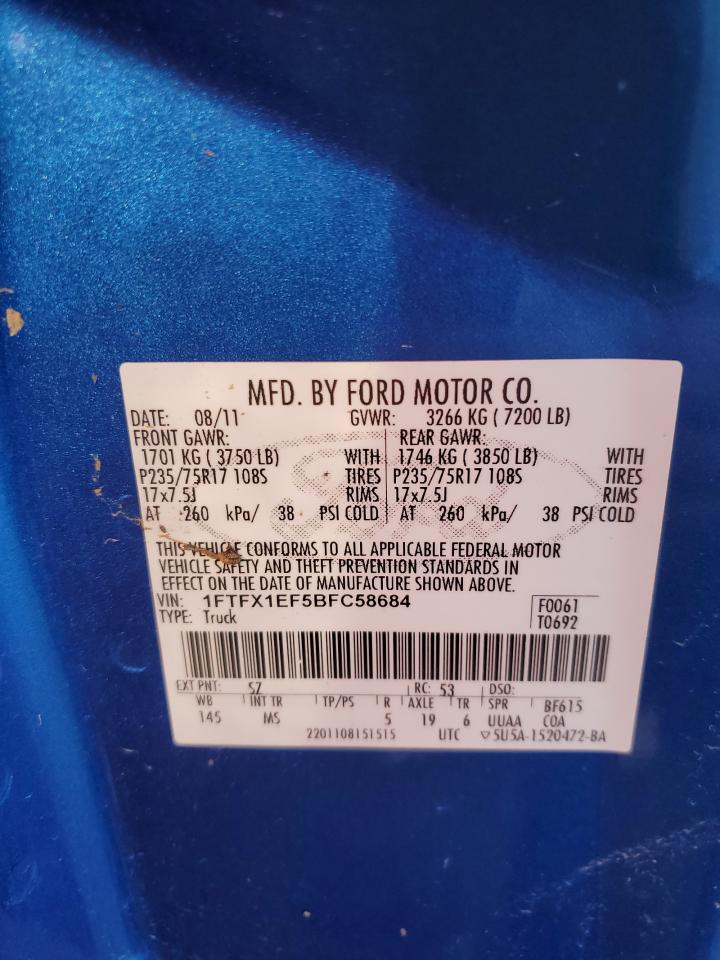 MFD. BY FORD MOTOR CO.
DATE: 08/11 GVWR: 3266 KG ( 7200 LB)
FRONT GAWR: REAR GAWR:
1701 KG ( 3750 LB) WITH 1746 KG ( 3850 LB) WITH
P235/75R17 108S TIRES P235/75R17 108S TIRES
17x7.5J RIMS 17x7.5J RIMS
AT 260 kPa/ 38 PSI COLD AT 260 kPa/ 38 PSI COLD
THIS VEHICLE CONFORMS TO ALL APPLICABLE FEDERAL MOTOR
VEHICLE SAFETY AND THEFT PREVENTION STANDARDS IN
EFFECT ON THE DATE OF MANUFACTURE SHOWN ABOVE.
VIN: 1FTFX1EF5BFC58684 F0061
TYPE: Truck T0692
EXT PNT: SZ RC: 53 DSO:
WB INT TR TP/PS R AXLE TR SPR BF615
145 MS 5 19 6 UUAA COA
2201108151515 UTC ▽5U5A-1520472-BA